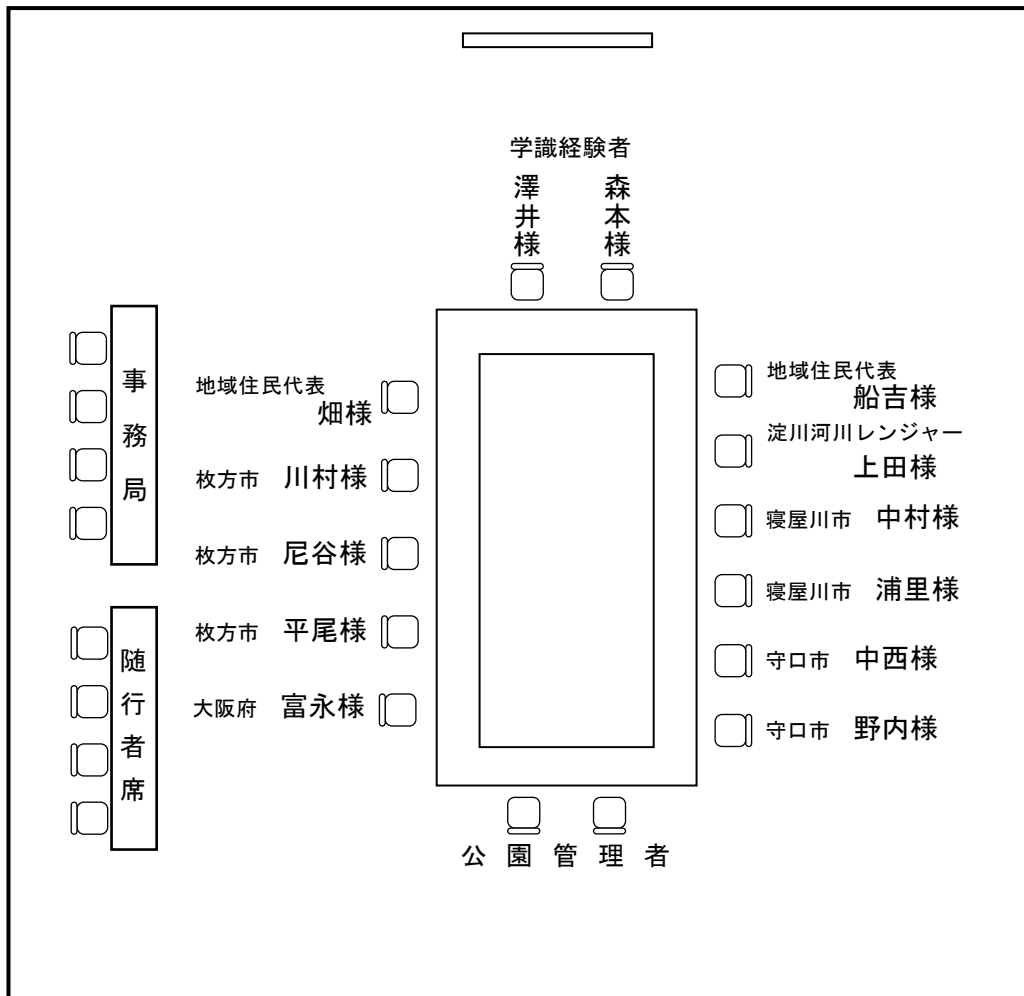 学識経験者
澤井様
森本様
事務局
随行者席
地域住民代表
畑様
枚方市 川村様
枚方市 尼谷様
枚方市 平尾様
大阪府 富永様
地域住民代表
船吉様
淀川河川レンジャー
上田様
寝屋川市 中村様
寝屋川市 浦里様
守口市 中西様
守口市 野内様
公園管理者